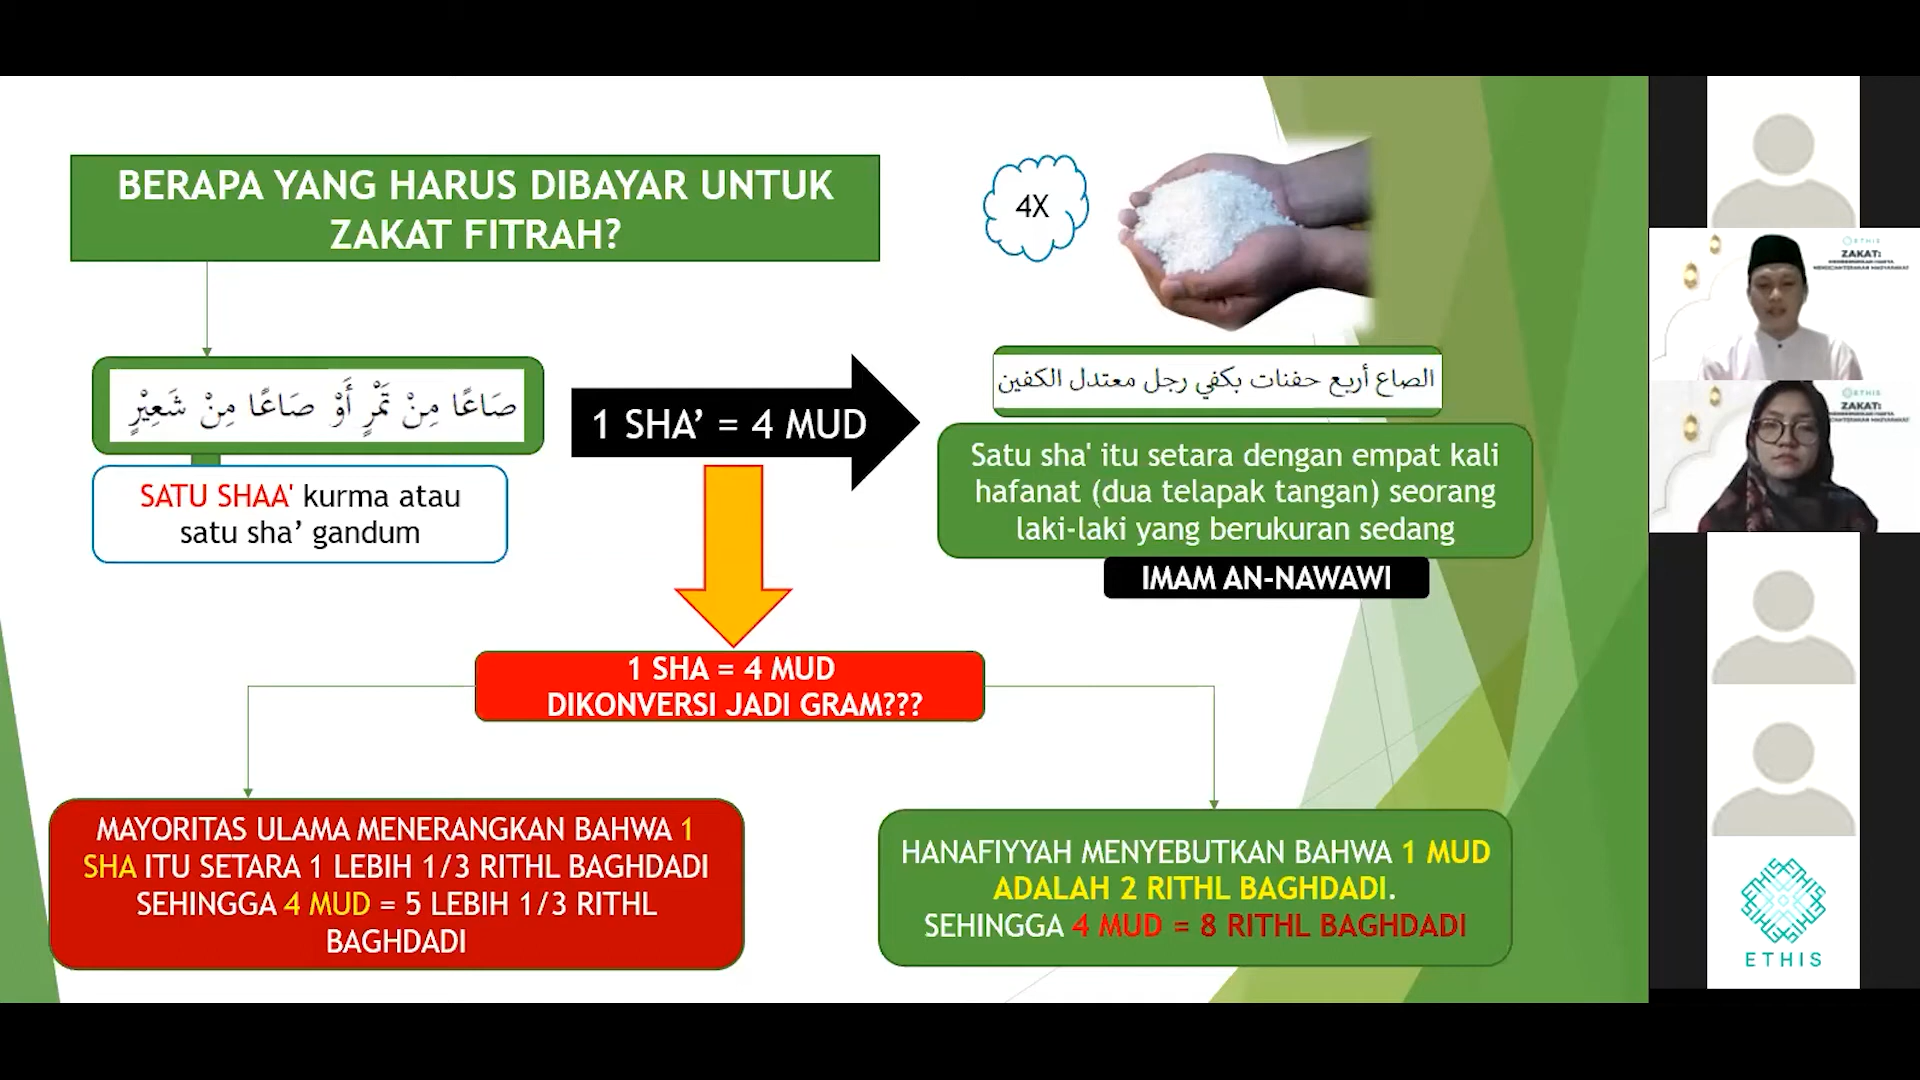 BERAPA YANG HARUS DIBAYAR UNTUK
ZAKAT FITRAH?
4X
صَاعًا مِنْ تَمْرٍ أَوْ صَاعًا مِنْ شَعِيْرٍ
SATU SHAA' kurma atau
satu sha’ gandum
1 SHA’ = 4 MUD
الصاع أربع حفنات بكفي رجل معتدل الكفين
Satu sha' itu setara dengan empat kali
hafanat (dua telapak tangan) seorang
laki-laki yang berukuran sedang
IMAM AN-NAWAWI
1 SHA = 4 MUD
DIKONVERSI JADI GRAM???
MAYORITAS ULAMA MENERANGKAN BAHWA 1
SHA ITU SETARA 1 LEBIH 1/3 RITHL BAGHDADI
SEHINGGA 4 MUD = 5 LEBIH 1/3 RITHL
BAGHDADI
HANAFIYYAH MENYEBUTKAN BAHWA 1 MUD
ADALAH 2 RITHL BAGHDADI.
SEHINGGA 4 MUD = 8 RITHL BAGHDADI
ETHIS
ZAKAT:
ETHIS
ZAKAT:
ETHIS